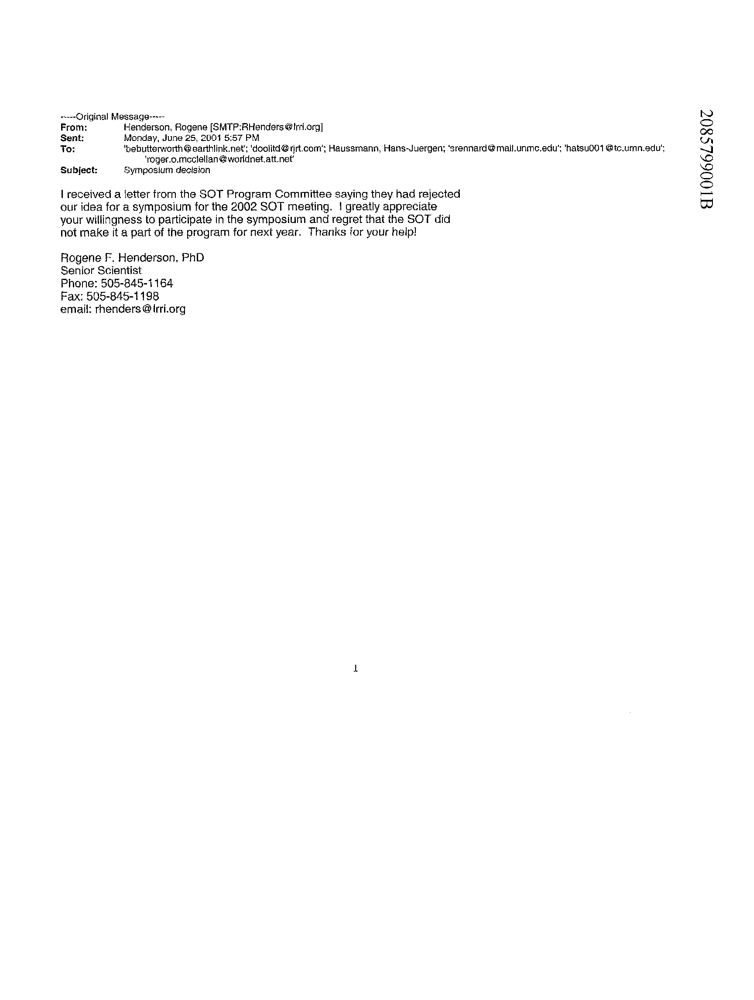 -----Original Message-----
From: Henderson, Rogene [SMTP:RHenders@lrri.org]
Sent: Monday, June 25, 2001 5:57 PM
To: 'bebutterworth@earthlink.net'; 'doolitd@rjrt.com'; Haussmann, Hans-Juergen; 'srennard@mail.unmc.edu'; 'hatsu001@tc.umn.edu';
'roger.o.mcclellan@worldnet.att.net'
Subject: Symposium decision
I received a letter from the SOT Program Committee saying they had rejected
our idea for a symposium for the 2002 SOT meeting. I greatly appreciate
your willingness to participate in the symposium and regret that the SOT did
not make it a part of the program for next year. Thanks for your help!
Rogene F. Henderson, PhD
Senior Scientist
Phone: 505-845-1164
Fax: 505-845-1198
email: rhenders@lrri.org
1
2085799001B